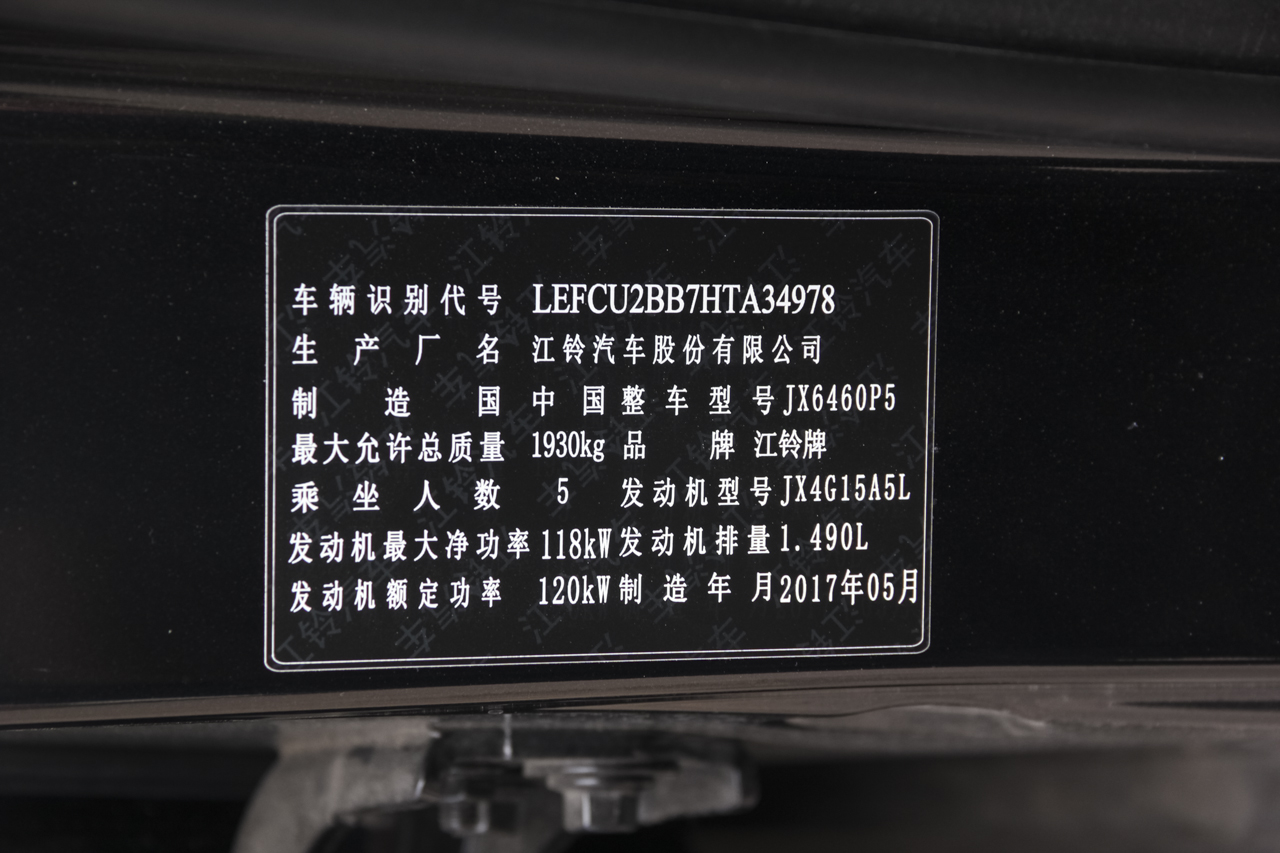 车辆识别代号 LEFCU2BB7HTA34978
生产厂名 江铃汽车股份有限公司
制造国 中国 整车型号 JX6460P5
最大允许总质量 1930kg 品牌 江铃牌
乘坐人数 5 发动机型号 JX4G15A5L
发动机最大净功率 118kW 发动机排量 1.490L
发动机额定功率 120kW 制造年月 2017年05月